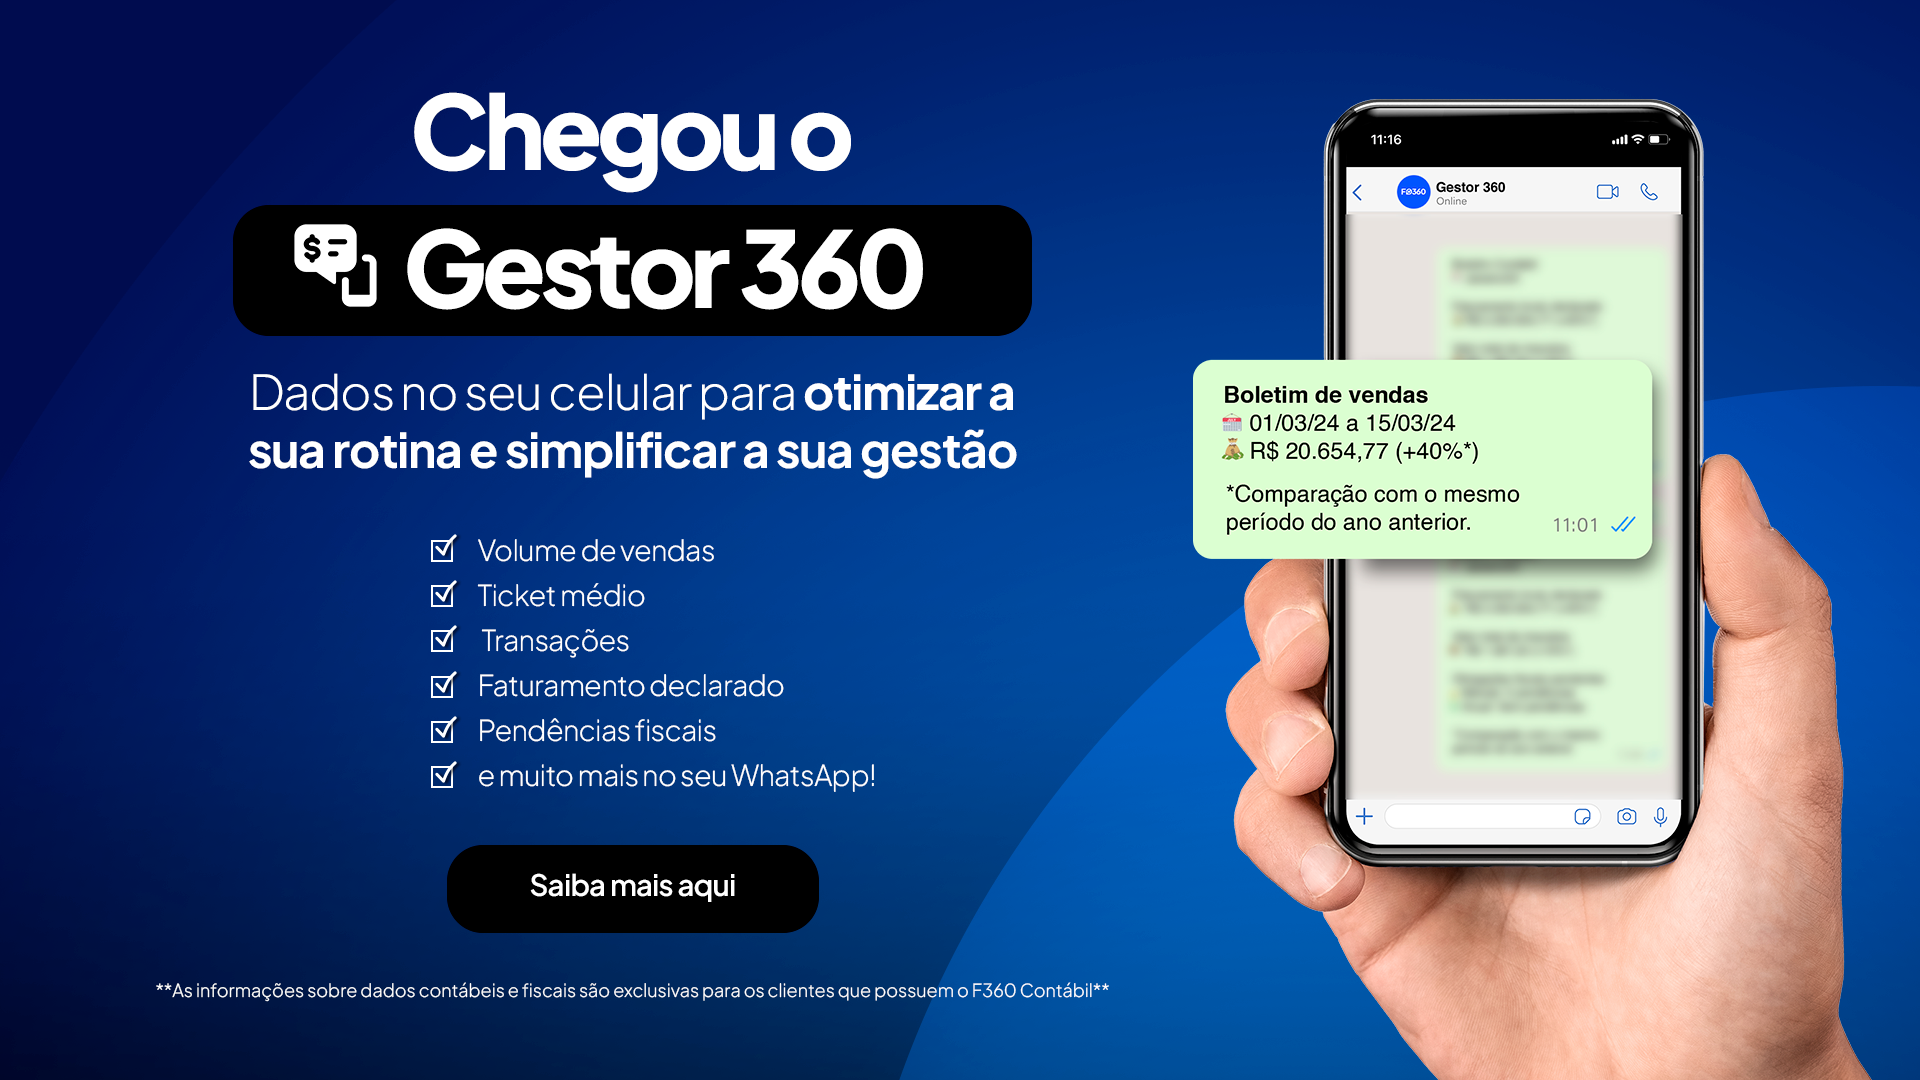 Chegou o
Gestor 360
Dados no seu celular para otimizar a
sua rotina e simplificar a sua gestão
Volume de vendas
Ticket médio
Transações
Faturamento declarado
Pendências fiscais
e muito mais no seu WhatsApp!
Saiba mais aqui
**As informações sobre dados contábeis e fiscais são exclusivas para os clientes que possuem o F360 Contábil**
11:16
F360
Gestor 360
Online
Boletim de vendas
01/03/24 a 15/03/24
R$ 20.654,77 (+40%*)
*Comparação com o mesmo
período do ano anterior.
11:01